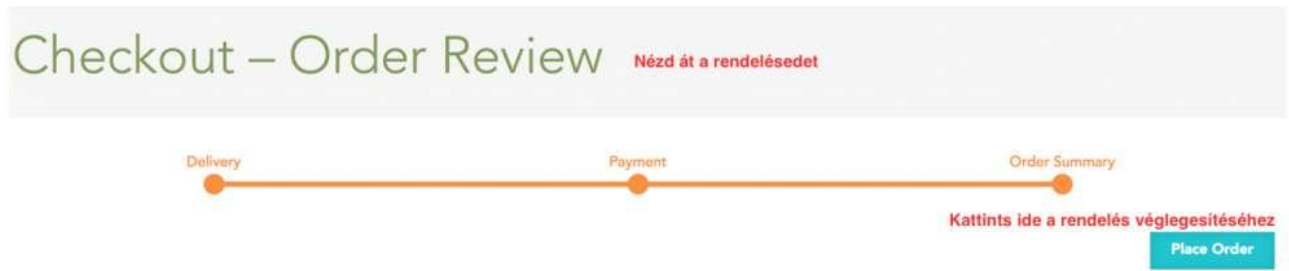 Checkout – Order Review Nézd át a rendelésedet
Delivery Payment Order Summary
Kattints ide a rendelés véglegesítéséhez
Place Order